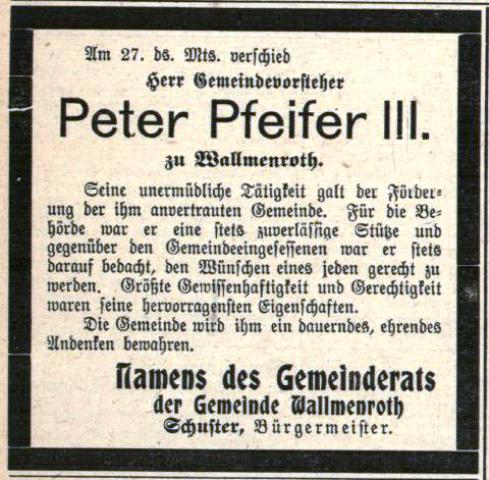 Am 27. ds. Mts. verschied
Herr Gemeindevorsteher
Peter Pfeifer III.
zu Wallmenroth.
Seine unermüdliche Tätigkeit galt der Förder-
ung der ihm anvertrauten Gemeinde. Für die Be-
hörde war er eine stets zuverlässige Stütze und
gegenüber den Gemeindeeingesessenen war er stets
darauf bedacht, den Wünschen eines jeden gerecht zu
werden. Größte Gewissenhaftigkeit und Gerechtigkeit
waren seine hervorragensten Eigenschaften.
Die Gemeinde wird ihm ein dauerndes, ehrendes
Andenken bewahren.
Namens des Gemeinderats
der Gemeinde Wallmenroth
Schuster, Bürgermeister.